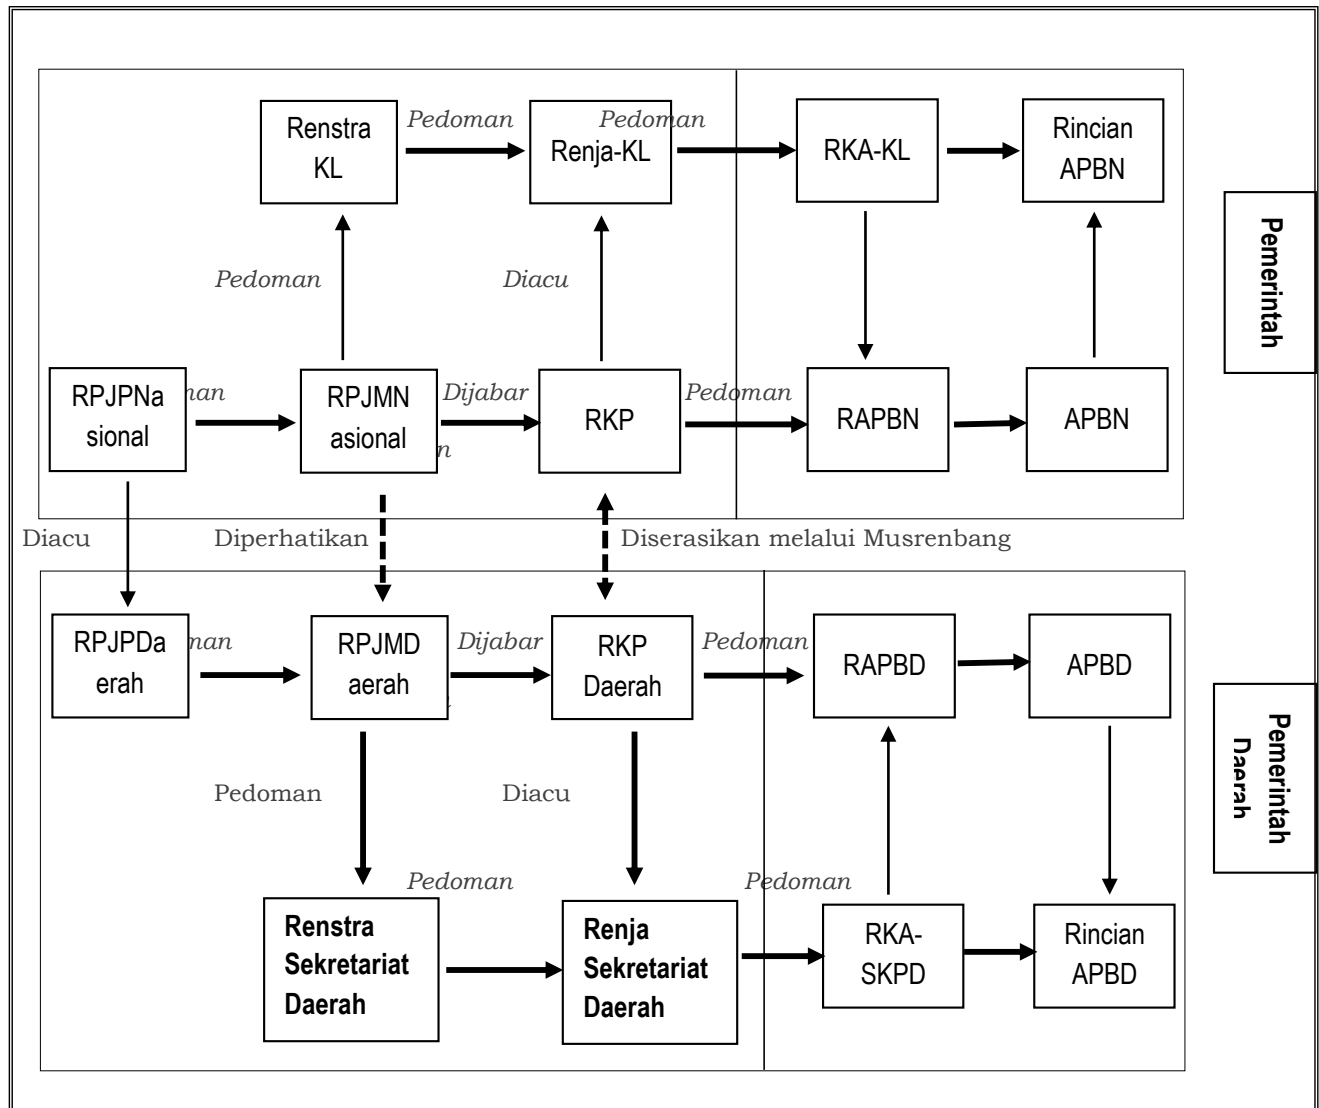 Renstra
KL
Pedoman
Renja-KL
Pedoman
RKA-KL
Rincian
APBN
Pemerintah
Pedoman
Diacu
RPJPNa
sional
RPJMN
asional
Dijabar
RKP
Pedoman
RAPBN
APBN
Diacu
Diperhatikan
Diserasikan melalui Musrenbang
RPJPDa
erah
RPJMD
aerah
Dijabar
RKP
Daerah
Pedoman
RAPBD
APBD
Pemerintah
Daerah
Pedoman
Diacu
Pedoman
Pedoman
Renstra
Sekretariat
Daerah
Renja
Sekretariat
Daerah
RKA-
SKPD
Rincian
APBD